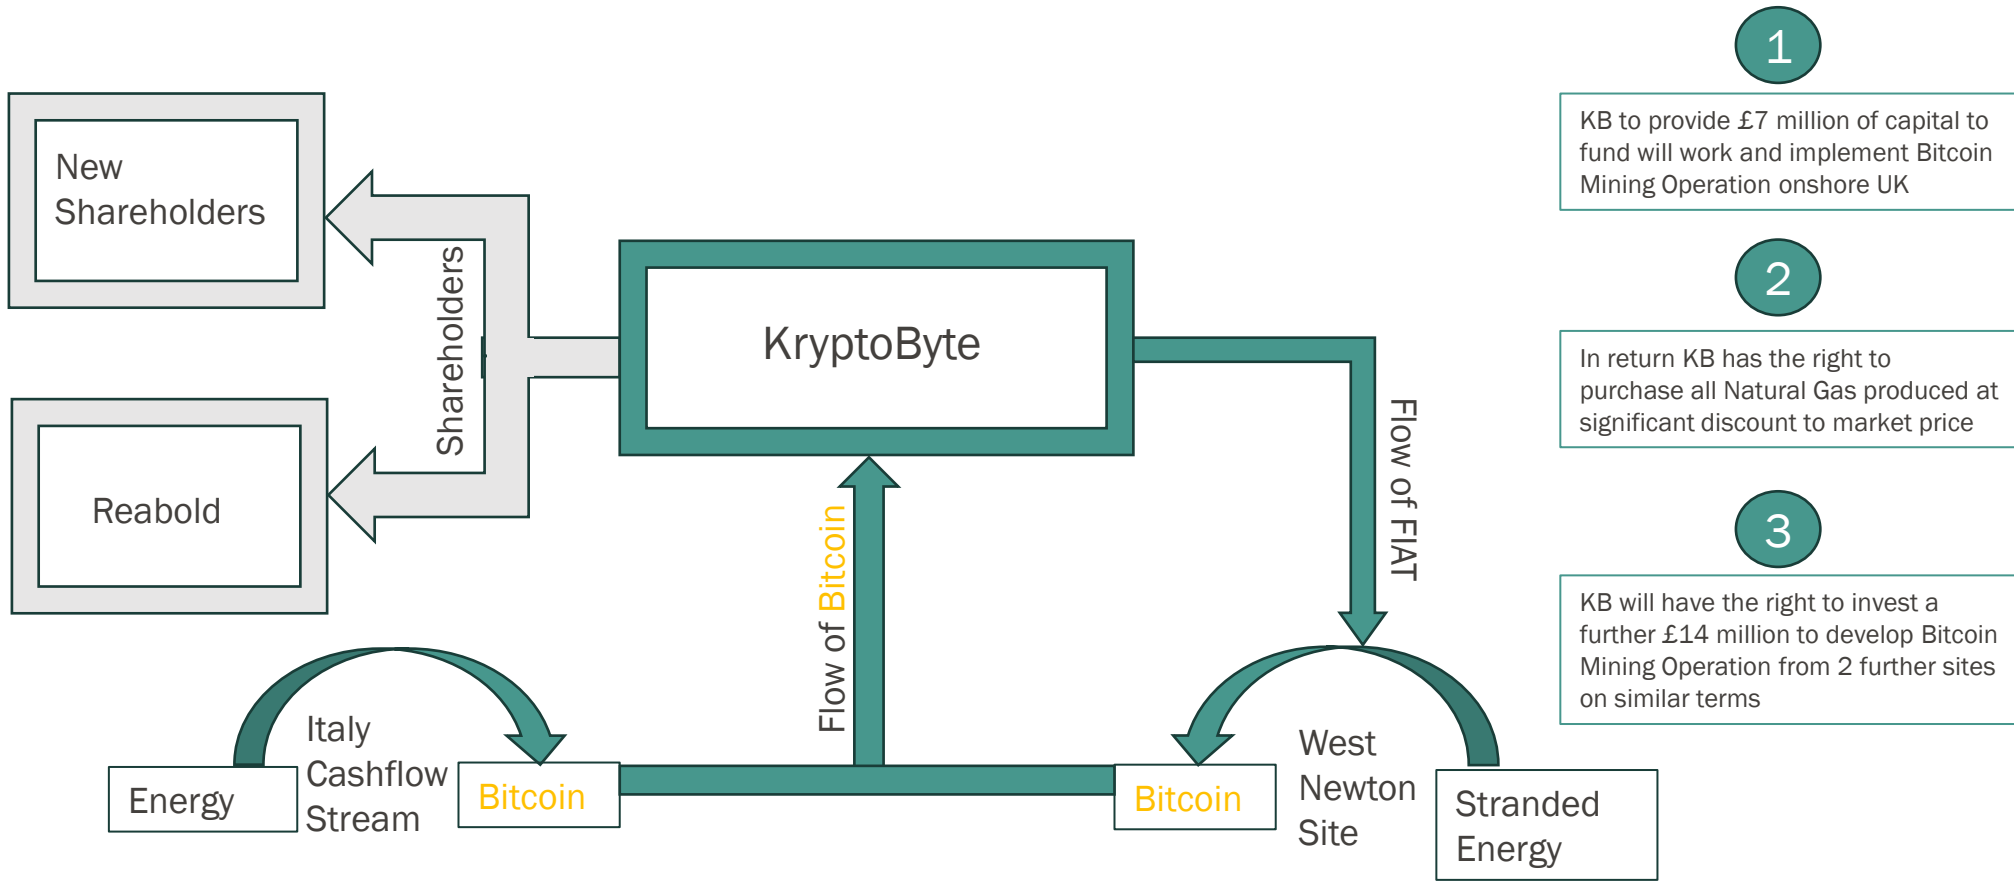 New
Shareholders
Reabold
Shareholders
KryptoByte
Flow of Bitcoin
Flow of FIAT
Energy
Italy
Cashflow
Stream
Bitcoin
Bitcoin
West
Newton
Site
Stranded
Energy
1
KB to provide £7 million of capital to
fund will work and implement Bitcoin
Mining Operation onshore UK
2
In return KB has the right to
purchase all Natural Gas produced at
significant discount to market price
3
KB will have the right to invest a
further £14 million to develop Bitcoin
Mining Operation from 2 further sites
on similar terms